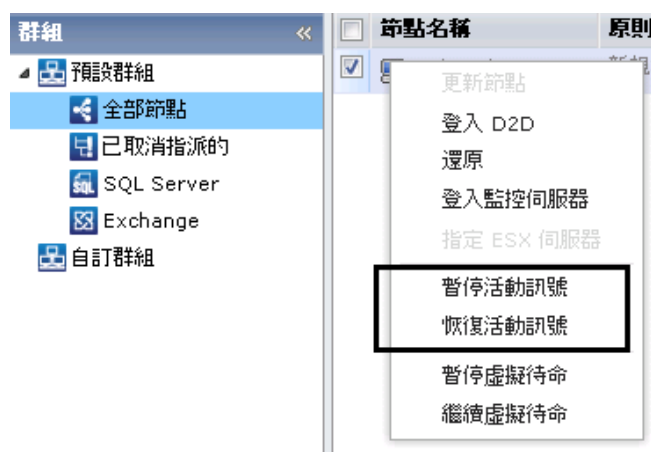 群組 «
預設群組
全部節點
已取消指派的
SQL Server
Exchange
自訂群組
節點名稱 原則
更新節點
登入 D2D
還原
登入監控伺服器
指定 ESX 伺服器
暫停活動訊號
恢復活動訊號
暫停虛擬待命
繼續虛擬待命